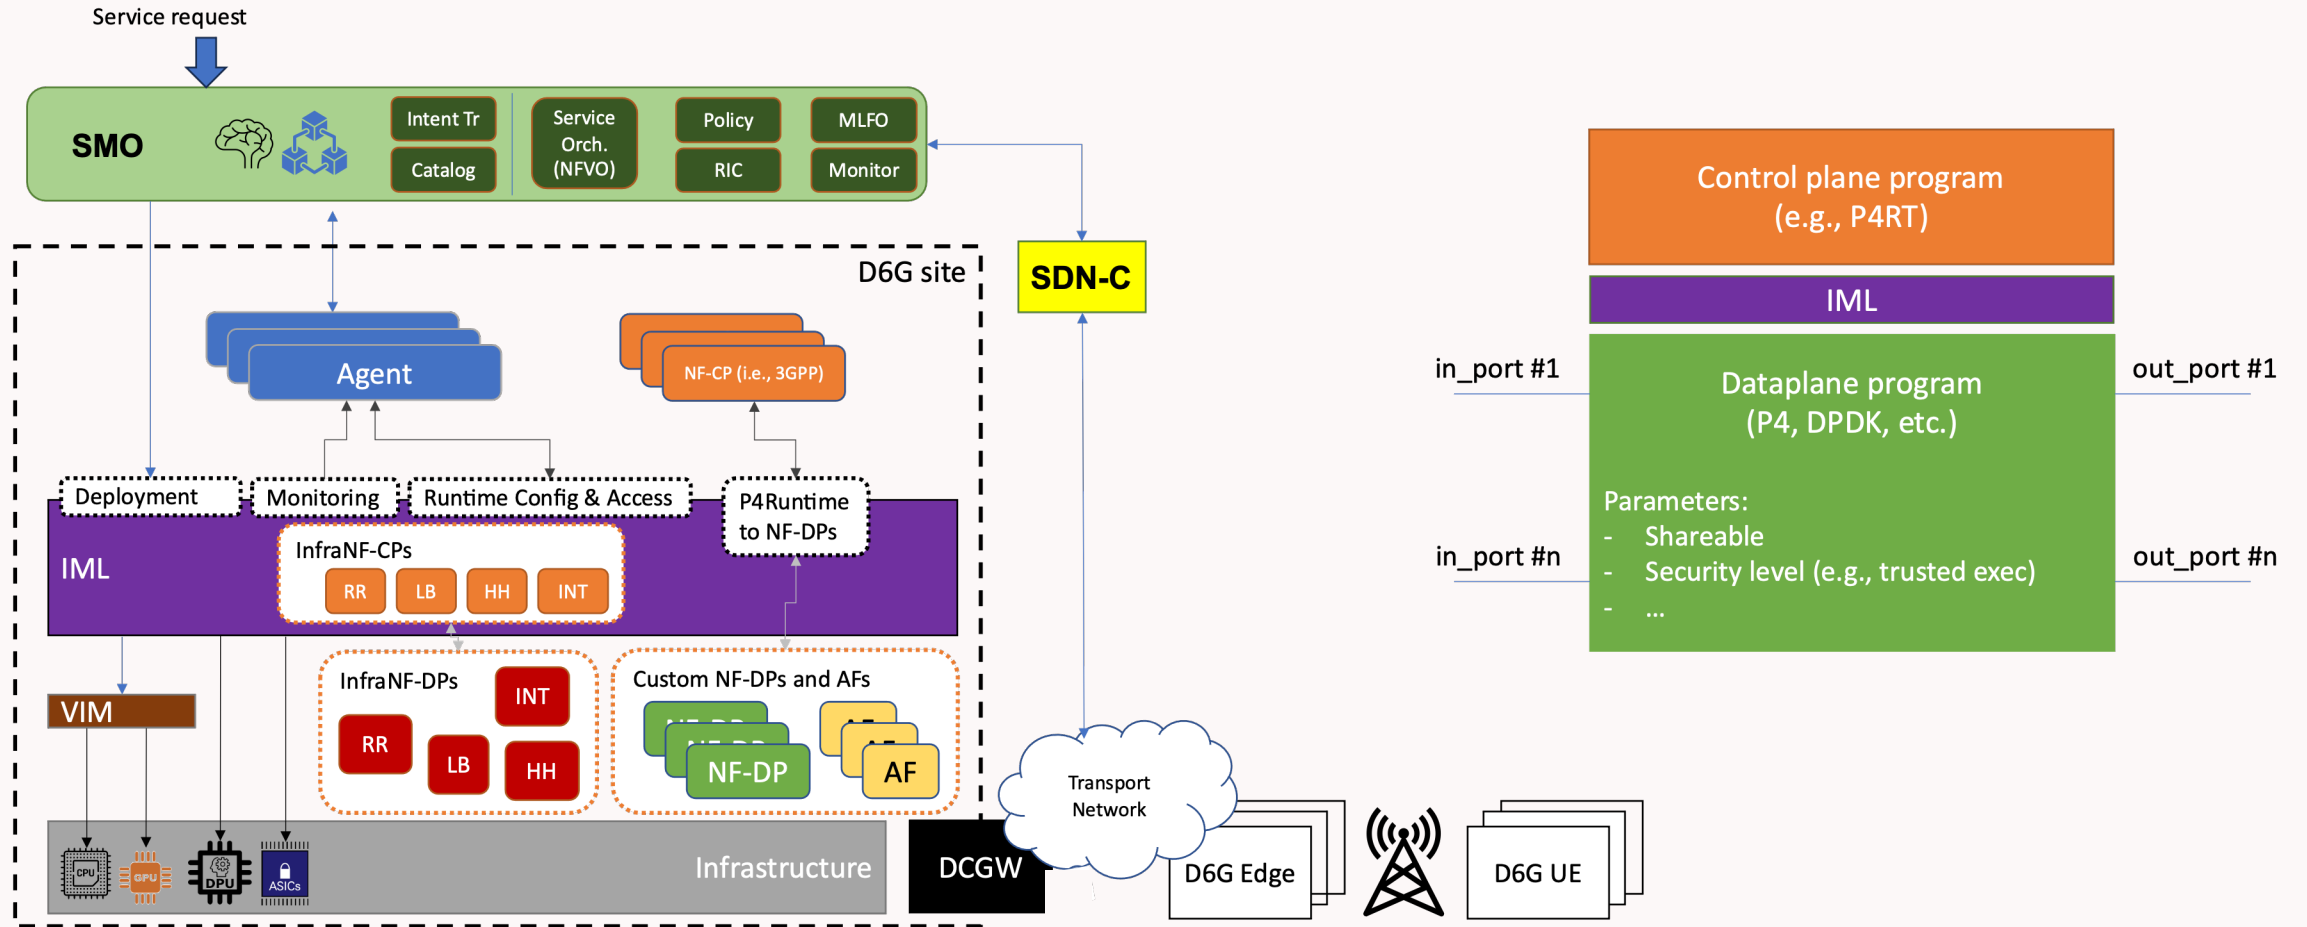 Service request
SMO
Intent Tr
Catalog
Service
Orch.
(NFVO)
Policy
RIC
MLFO
Monitor
D6G site
SDN-C
Agent
NF-CP (i.e., 3GPP)
Deployment
Monitoring
Runtime Config & Access
P4Runtime
to NF-DPs
IML
InfraNF-CPs
RR
LB
HH
INT
VIM
InfraNF-DPs
INT
RR
LB
HH
Custom NF-DPs and AFs
NF-DP
AF
CPU
GPU
DPU
ASICs
Infrastructure
DCGW
Transport
Network
D6G Edge
D6G UE
Control plane program
(e.g., P4RT)
IML
in_port #1
out_port #1
Dataplane program
(P4, DPDK, etc.)
Parameters:
- Shareable
- Security level (e.g., trusted exec)
- ...
in_port #n
out_port #n